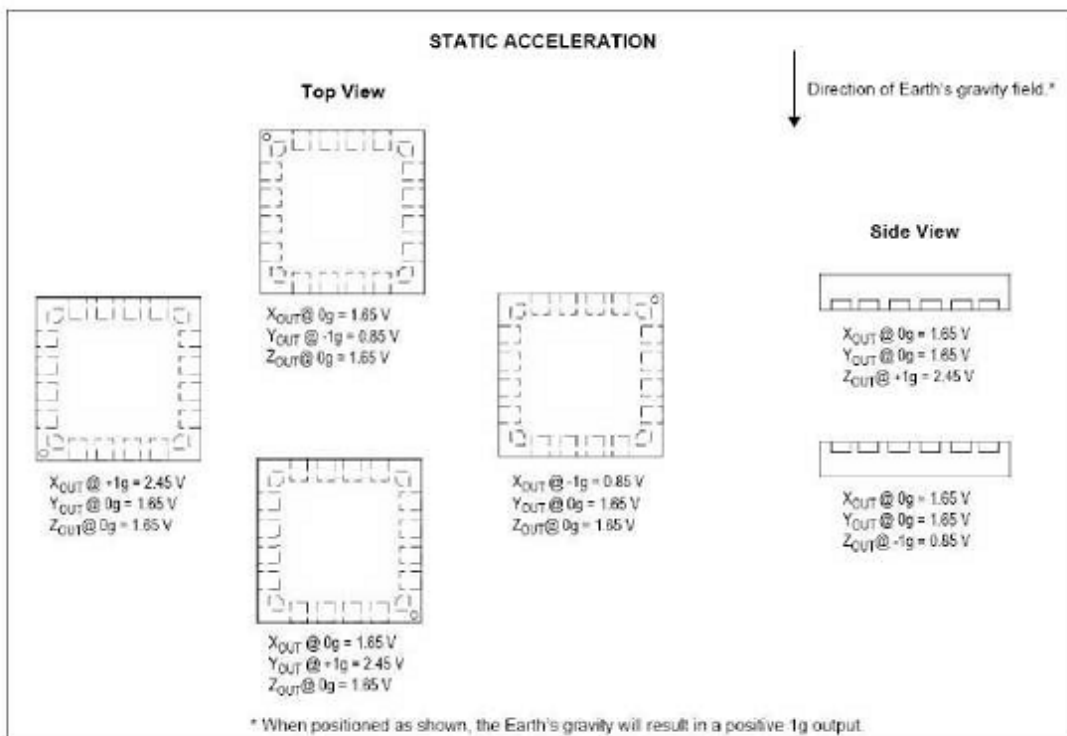 STATIC ACCELERATION
Top View
Direction of Earth's gravity field.*
XOUT @ 0g = 1.65 V
YOUT @ -1g = 0.85 V
ZOUT @ 0g = 1.65 V
Side View
XOUT @ 0g = 1.65 V
YOUT @ 0g = 1.65 V
ZOUT @ +1g = 2.45 V
XOUT @ +1g = 2.45 V
YOUT @ 0g = 1.65 V
ZOUT @ 0g = 1.65 V
XOUT @ -1g = 0.85 V
YOUT @ 0g = 1.65 V
ZOUT @ 0g = 1.65 V
XOUT @ 0g = 1.65 V
YOUT @ 0g = 1.65 V
ZOUT @ -1g = 0.85 V
XOUT @ 0g = 1.65 V
YOUT @ +1g = 2.45 V
ZOUT @ 0g = 1.65 V
* When positioned as shown, the Earth's gravity will result in a positive 1g output.